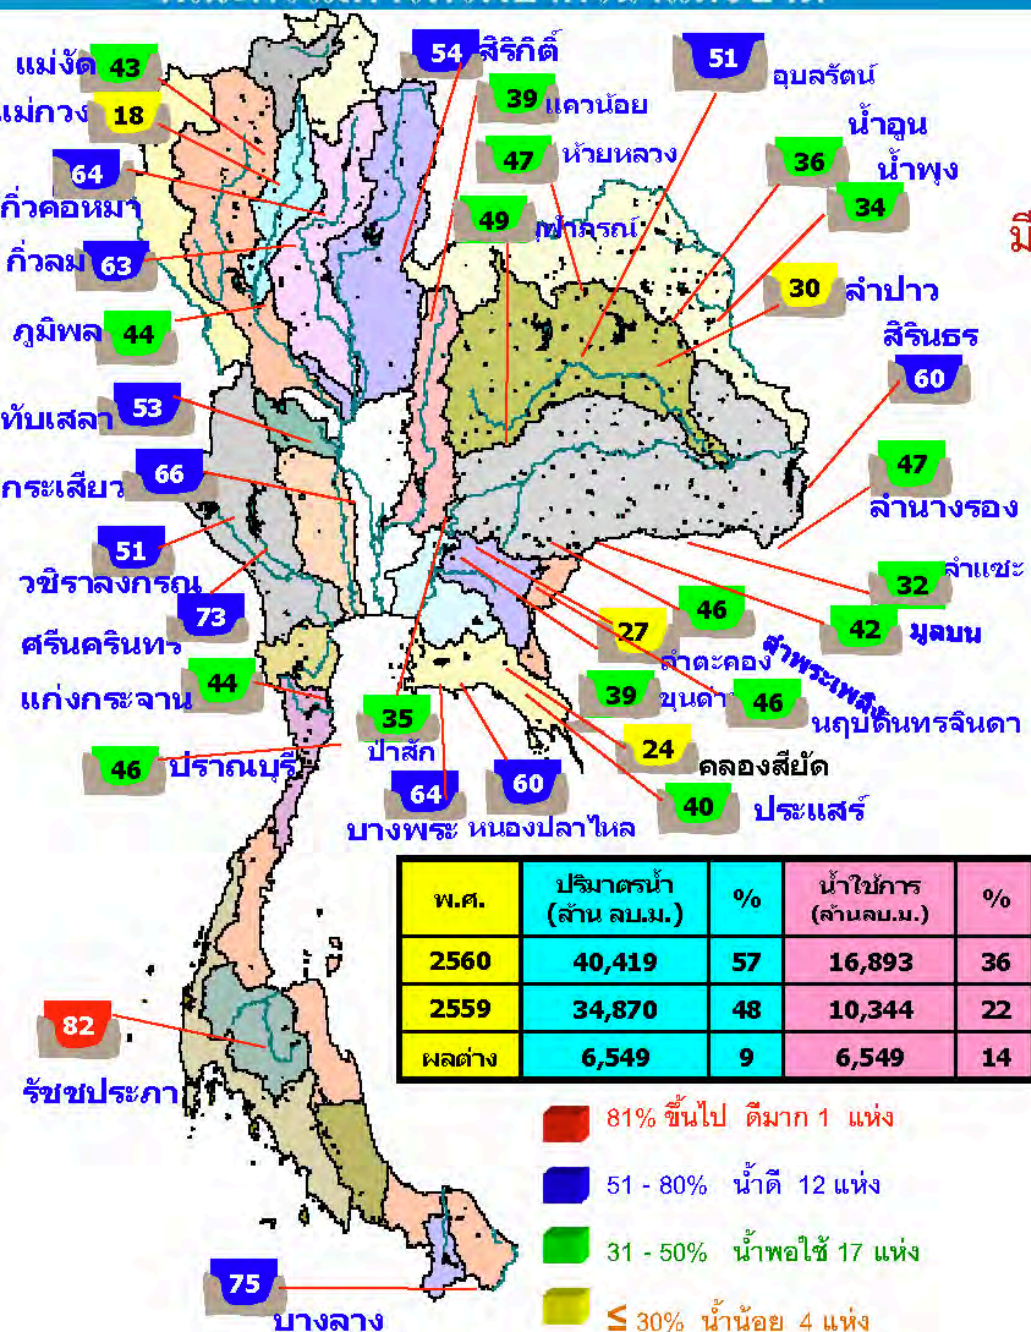 แม่งัด
43
แม่กวง
18
64
กิ่วคอหมา
กิ่วลม
63
ภูมิพล
44
ทับเสลา
53
กระเสียว
66
51
วชิราลงกรณ
73
ศรีนครินทร
แก่งกระจาน
44
46
ปราณบุรี
54
สิริกิติ์
39
แควน้อย
47
ห้วยหลวง
49
51
อุบลรัตน์
น้ำอูน
36
น้ำพุง
34
มี
30
ลำปาว
สิรินธร
60
47
ลำนางรอง
ลำแชะ
32
46
42
มูลบน
27
ลำตะคอง
ลำพระเพลิง
39
ขุนด่าน
46
นฤบดินทรจินดา
35
ป่าสัก
24
คลองสียัด
64
บางพระ
60
หนองปลาไหล
40
ประแสร์
พ.ศ. ปริมาตรน้ำ (ล้าน ลบ.ม.) % น้ำใช้การ (ล้านลบ.ม.) %
2560 40,419 57 16,893 36
2559 34,870 48 10,344 22
ผลต่าง 6,549 9 6,549 14
82
รัชชประภา
81% ขึ้นไป ดีมาก 1 แห่ง
51 - 80% น้ำดี 12 แห่ง
31 - 50% น้ำพอใช้ 17 แห่ง
≤ 30% น้ำน้อย 4 แห่ง
75
บางลาง